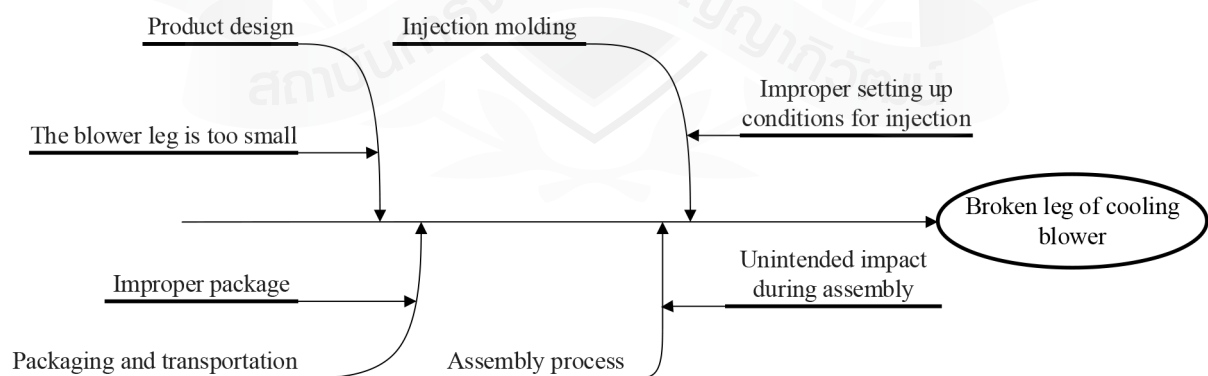 Product design
Injection molding
Improper setting up
conditions for injection
The blower leg is too small
Broken leg of cooling
blower
Improper package
Unintended impact
during assembly
Packaging and transportation
Assembly process